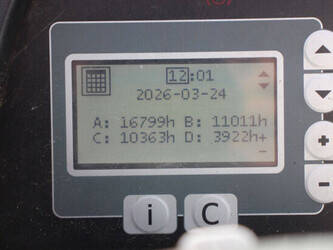 12:01
2026-03-24
A: 16799h B: 11011h
C: 10363h D: 3922h+
-
i C
+
-